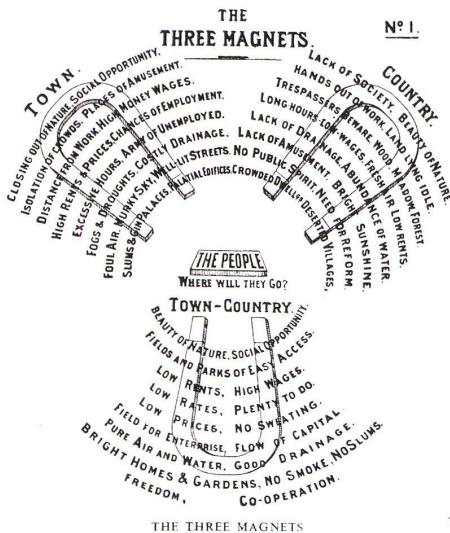 THE
THREE MAGNETS.
Nº 1.
TOWN.
CLOSING OUT OF NATURE. SOCIAL OPPORTUNITY.
ISOLATION OF CROWDS. PLACES OF AMUSEMENT.
DISTANCE FROM WORK. HIGH MONEY WAGES.
HIGH RENTS & PRICES. CHANCES OF EMPLOYMENT.
EXCESSIVE HOURS. ARMY OF UNEMPLOYED.
FOGS & DROUGHTS. COSTLY DRAINAGE.
FOUL AIR. MURKY SKY. WELL-LIT STREETS.
SLUMS & GIN PALACES. PALATIAL EDIFICES.
COUNTRY.
LACK OF SOCIETY. BEAUTY OF NATURE.
HANDS OUT OF WORK. LAND LYING IDLE.
TRESPASSERS BEWARE. WOOD, MEADOW, FOREST.
LONG HOURS-LOW WAGES. FRESH AIR. LOW RENTS.
LACK OF DRAINAGE. ABUNDANCE OF WATER.
LACK OF AMUSEMENT. BRIGHT SUNSHINE.
NO PUBLIC SPIRIT. NEED FOR REFORM.
CROWDED DWELLGS DESERTED VILLAGES.
THE PEOPLE
WHERE WILL THEY GO?
TOWN-COUNTRY.
BEAUTY OF NATURE. SOCIAL OPPORTUNITY.
FIELDS AND PARKS OF EASY ACCESS.
LOW RENTS, HIGH WAGES.
LOW RATES, PLENTY TO DO.
LOW PRICES, NO SWEATING.
FIELD FOR ENTERPRISE, FLOW OF CAPITAL.
PURE AIR AND WATER, GOOD DRAINAGE.
BRIGHT HOMES & GARDENS, NO SMOKE, NO SLUMS.
FREEDOM, CO-OPERATION.
THE THREE MAGNETS